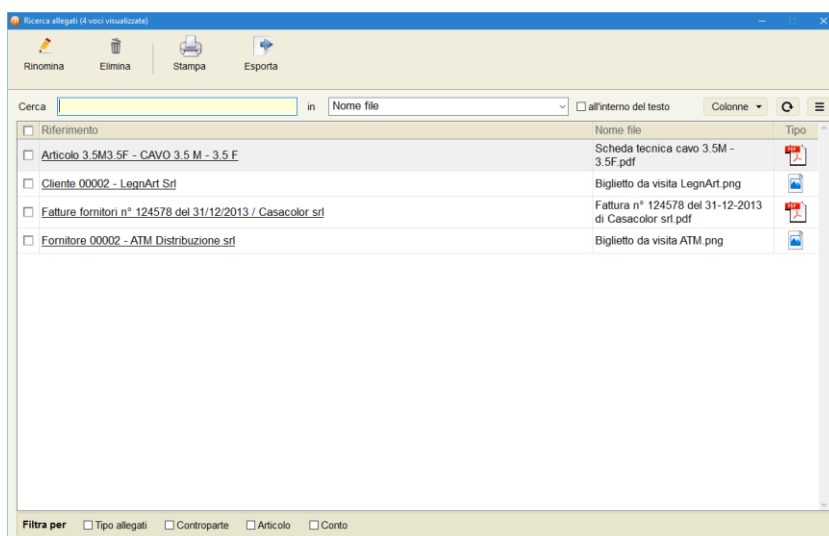 Ricerca allegati (4 voci visualizzate)
Rinomina Elimina Stampa Esporta
Cerca in Nome file all'interno del testo Colonne
Riferimento Nome file Tipo
Articolo 3.5M3.5F - CAVO 3.5 M - 3.5 F Scheda tecnica cavo 3.5M -
3.5F.pdf
Cliente 00002 - LegnArt Srl Biglietto da visita LegnArt.png
Fatture fornitori n° 124578 del 31/12/2013 / Casacolor srl Fattura n° 124578 del 31-12-2013
di Casacolor srl.pdf
Fornitore 00002 - ATM Distribuzione srl Biglietto da visita ATM.png
Filtra per Tipo allegati Controparte Articolo Conto